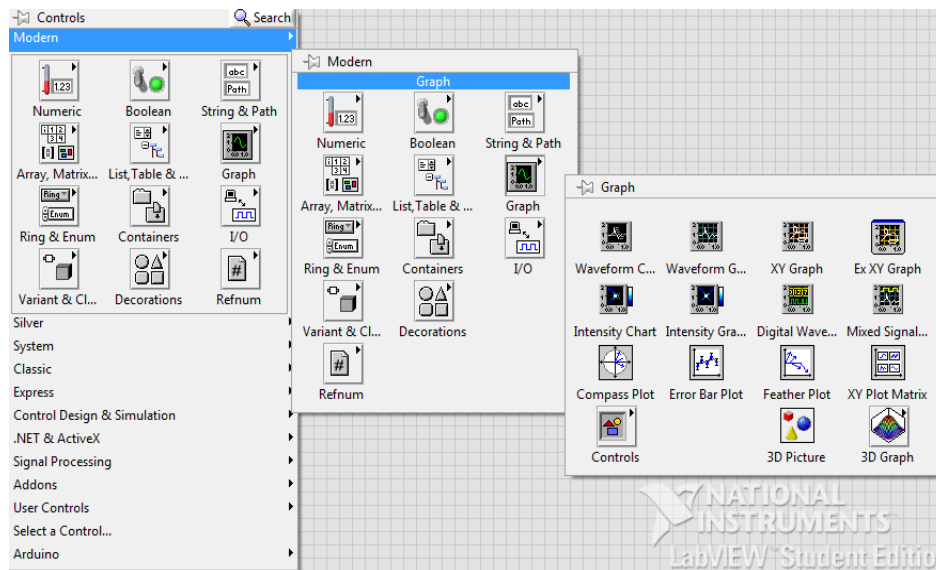 Controls Search
Modern
Numeric Boolean String & Path
Array, Matrix... List, Table & ... Graph
Ring & Enum Containers I/O
Variant & Cl... Decorations Refnum
Silver
System
Classic
Express
Control Design & Simulation
.NET & ActiveX
Signal Processing
Addons
User Controls
Select a Control...
Arduino
Modern
Graph
Numeric Boolean String & Path
Array, Matrix... List, Table & ... Graph
Ring & Enum Containers I/O
Variant & Cl... Decorations
Refnum
Graph
Waveform C... Waveform G... XY Graph Ex XY Graph
Intensity Chart Intensity Gra... Digital Wave... Mixed Signal...
Compass Plot Error Bar Plot Feather Plot XY Plot Matrix
Controls 3D Picture 3D Graph
NATIONAL
INSTRUMENTS
LabVIEW Student Editio